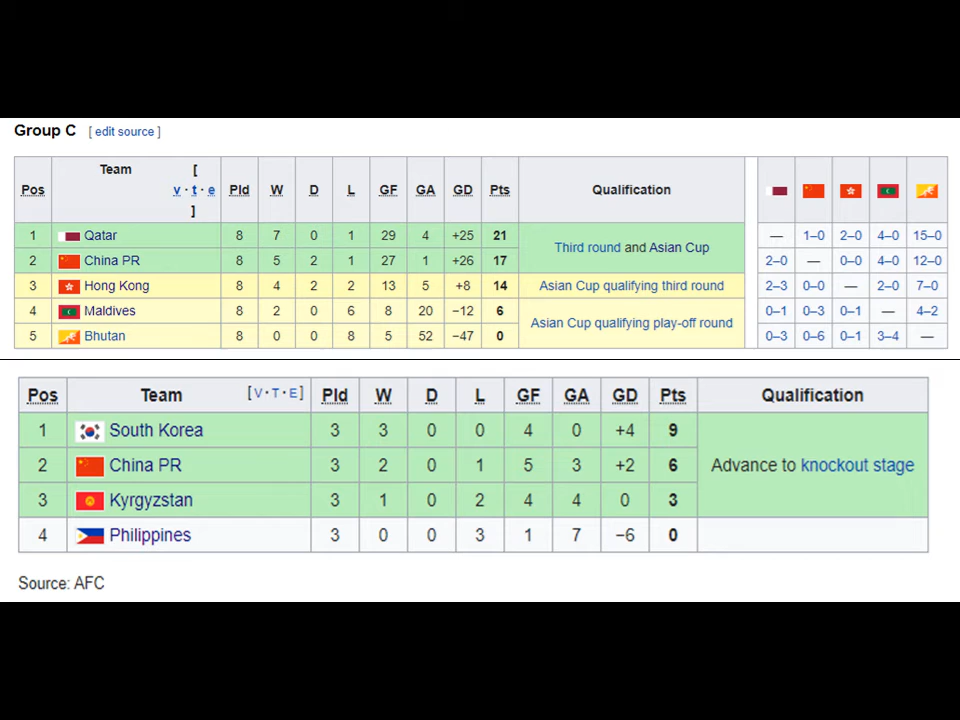 Group C [ edit source ]
Pos Team [ v · t · e ] Pld W D L GF GA GD Pts Qualification
1 Qatar 8 7 0 1 29 4 +25 21 Third round and Asian Cup — 1–0 2–0 4–0 15–0
2 China PR 8 5 2 1 27 1 +26 17 2–0 — 0–0 4–0 12–0
3 Hong Kong 8 4 2 2 13 5 +8 14 Asian Cup qualifying third round 2–3 0–0 — 2–0 7–0
4 Maldives 8 2 0 6 8 20 −12 6 Asian Cup qualifying play-off round 0–1 0–3 0–1 — 4–2
5 Bhutan 8 0 0 8 5 52 −47 0 0–3 0–6 0–1 3–4 —
Pos Team [V·T·E] Pld W D L GF GA GD Pts Qualification
1 South Korea 3 3 0 0 4 0 +4 9
2 China PR 3 2 0 1 5 3 +2 6 Advance to knockout stage
3 Kyrgyzstan 3 1 0 2 4 4 0 3
4 Philippines 3 0 0 3 1 7 −6 0
Source: AFC